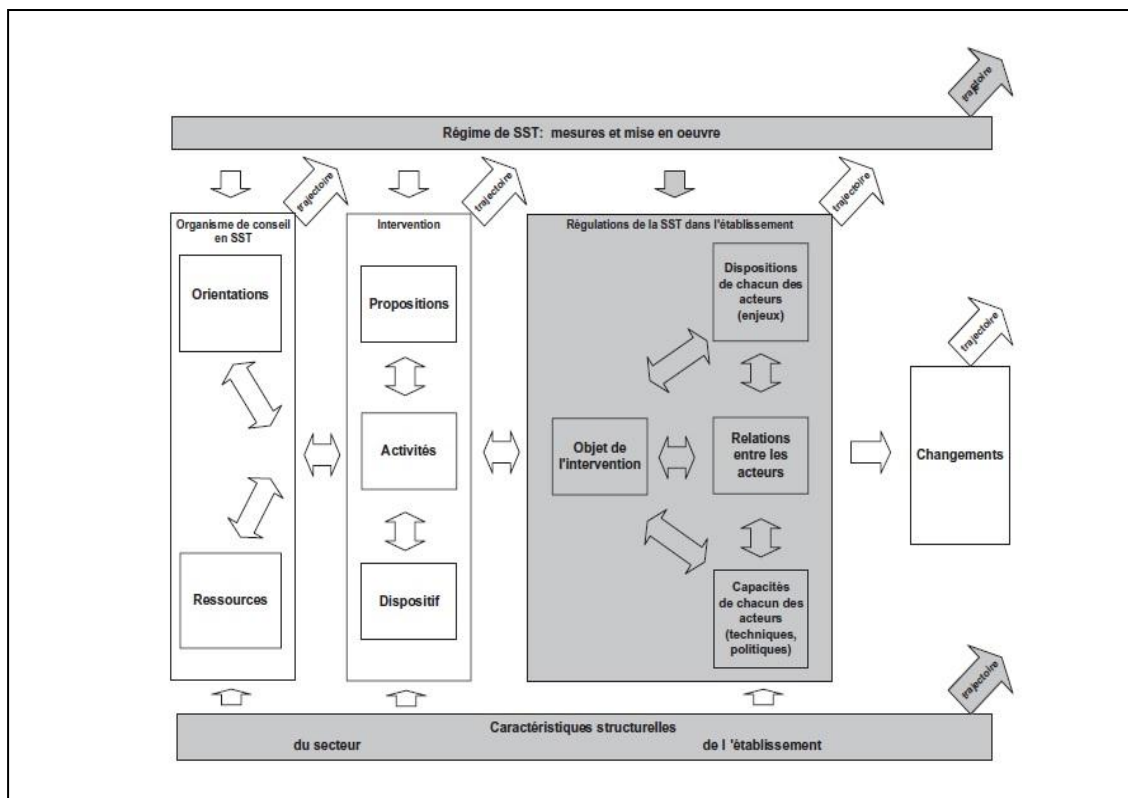 trajectoire
Régime de SST: mesures et mise en oeuvre
trajectoire
trajectoire
trajectoire
Organisme de conseil
en SST
Orientations
Ressources
Intervention
Propositions
Activités
Dispositif
Régulations de la SST dans l'établissement
Dispositions
de chacun des
acteurs
(enjeux)
Objet de
l'intervention
Relations
entre les
acteurs
Capacités
de chacun des
acteurs
(techniques,
politiques)
trajectoire
Changements
trajectoire
Caractéristiques structurelles
du secteur de l 'établissement